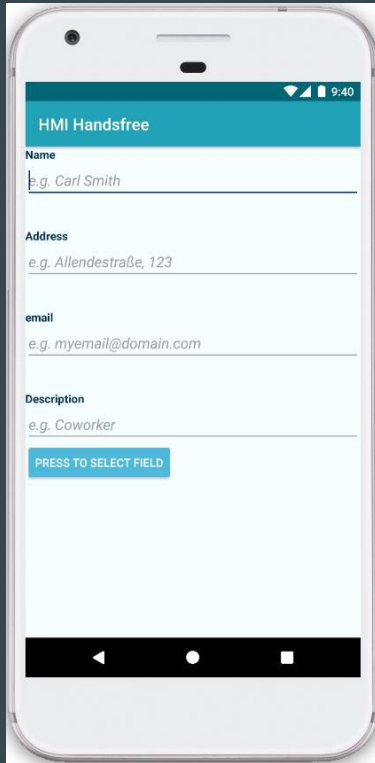 9:40
HMI Handsfree
Name
e.g. Carl Smith
Address
e.g. Allendestraße, 123
email
e.g. myemail@domain.com
Description
e.g. Coworker
PRESS TO SELECT FIELD